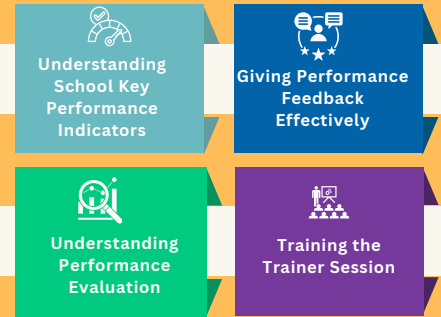 Understanding
School Key
Performance
Indicators
Giving Performance
Feedback
Effectively
Understanding
Performance
Evaluation
Training the
Trainer Session